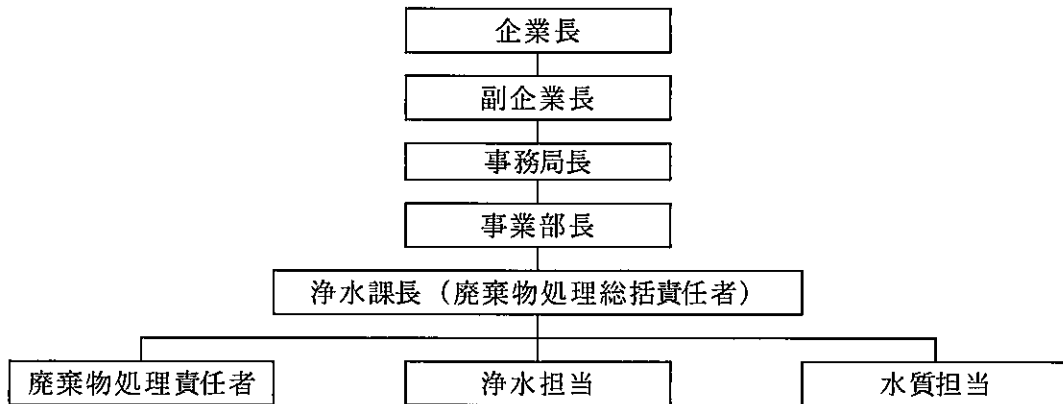 企業長
副企業長
事務局長
事業部長
浄水課長（廃棄物処理総括責任者）
廃棄物処理責任者
浄水担当
水質担当